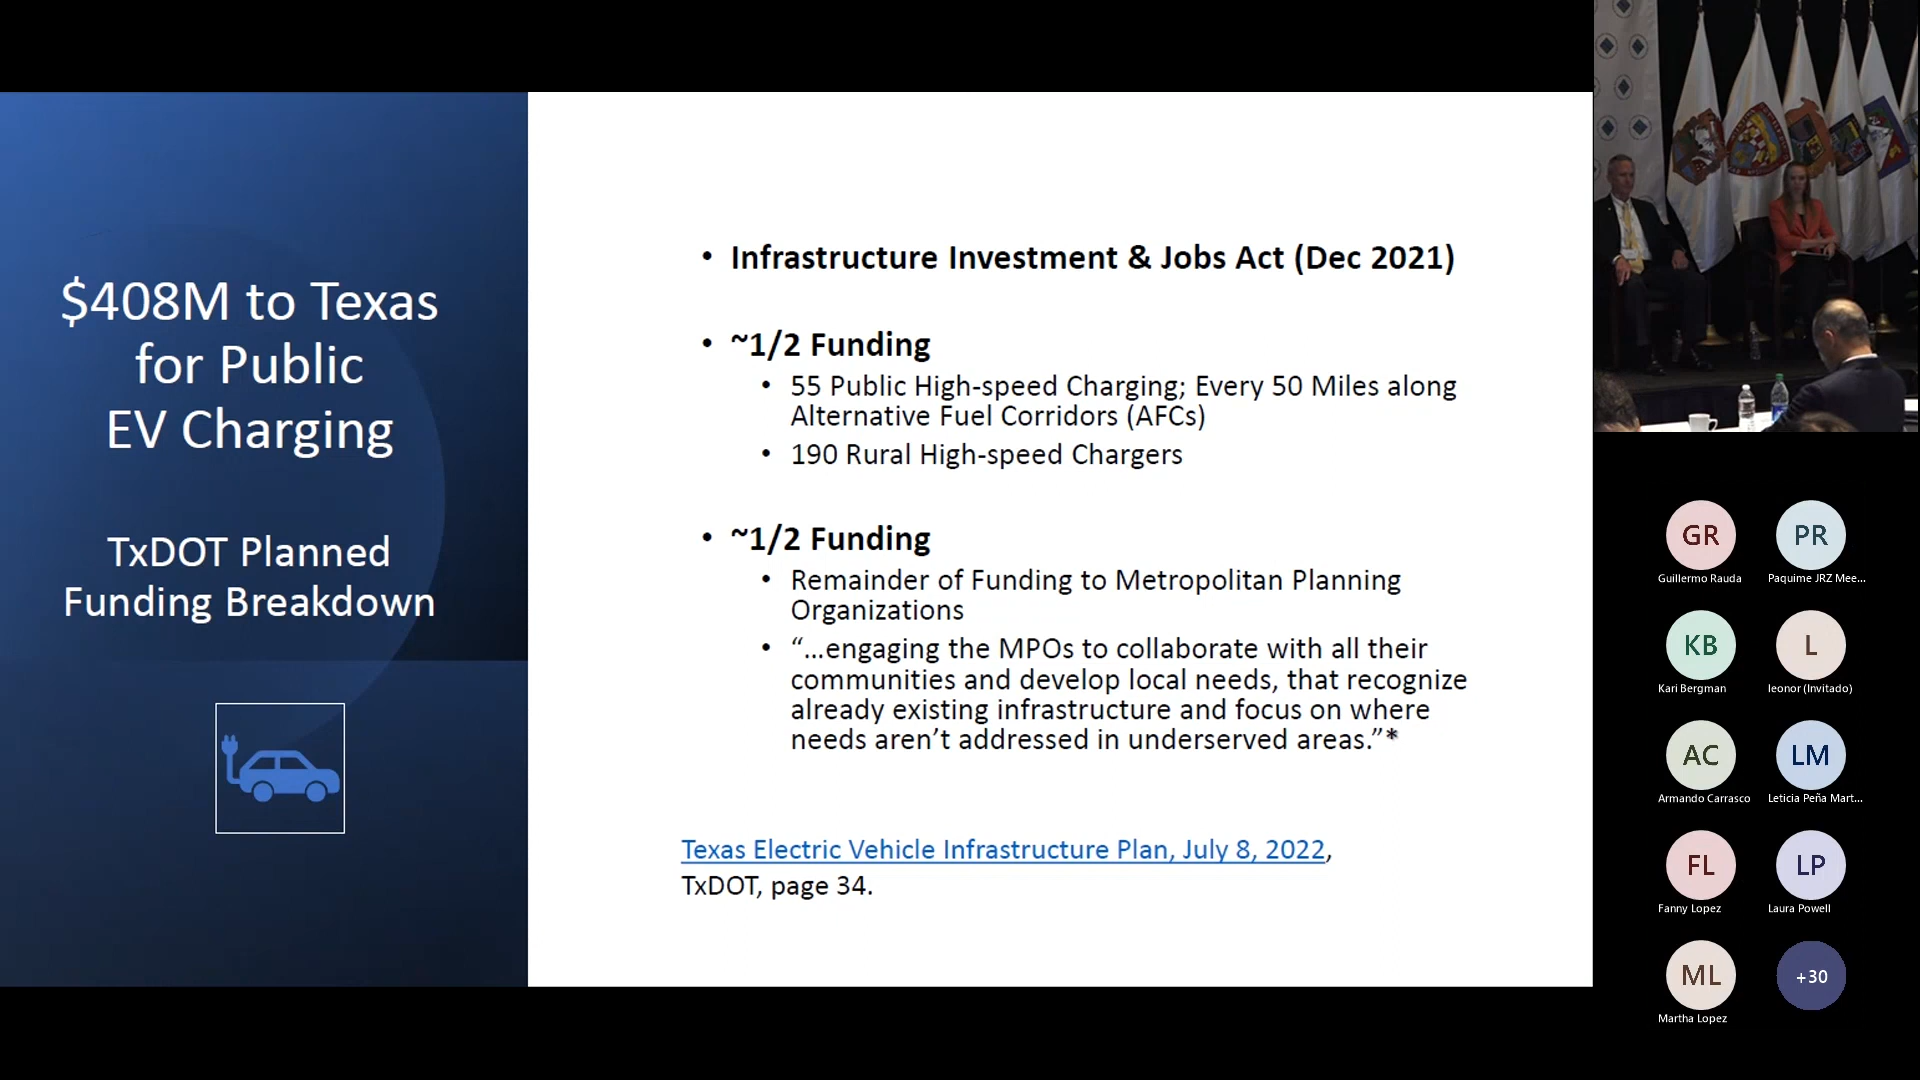 $408M to Texas
for Public
EV Charging
TxDOT Planned
Funding Breakdown
• Infrastructure Investment & Jobs Act (Dec 2021)
• ~1/2 Funding
• 55 Public High-speed Charging; Every 50 Miles along
Alternative Fuel Corridors (AFCs)
• 190 Rural High-speed Chargers
• ~1/2 Funding
• Remainder of Funding to Metropolitan Planning
Organizations
• “...engaging the MPOs to collaborate with all their
communities and develop local needs, that recognize
already existing infrastructure and focus on where
needs aren’t addressed in underserved areas.”*
Texas Electric Vehicle Infrastructure Plan, July 8, 2022,
TxDOT, page 34.
GR
Guillermo Rauda
PR
Paquime JRZ Mee...
KB
Kari Bergman
L
leonor (Invitado)
AC
Armando Carrasco
LM
Leticia Peña Mart...
FL
Fanny Lopez
LP
Laura Powell
ML
Martha Lopez
+30